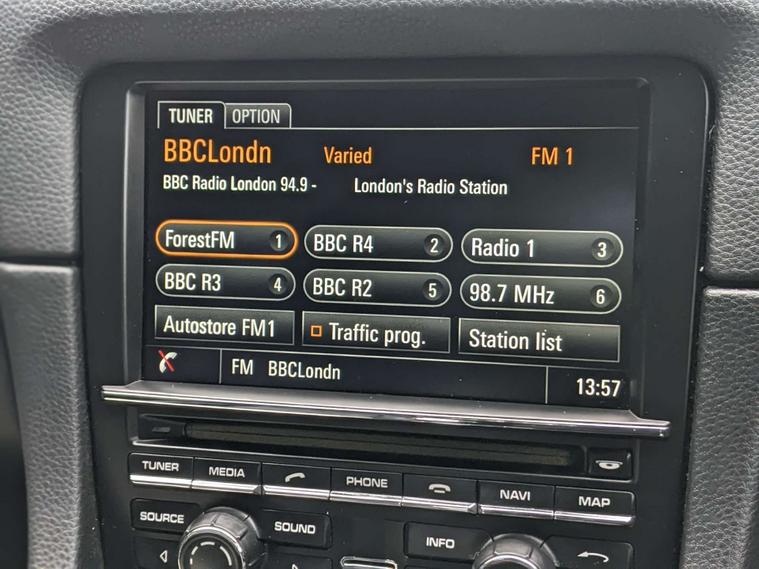 TUNER OPTION
BBCLondn Varied FM 1
BBC Radio London 94.9 - London's Radio Station
ForestFM 1 BBC R4 2 Radio 1 3
BBC R3 4 BBC R2 5 98.7 MHz 6
Autostore FM1 Traffic prog. Station list
FM BBCLondn 13:57
TUNER MEDIA PHONE NAVI MAP
SOURCE SOUND INFO